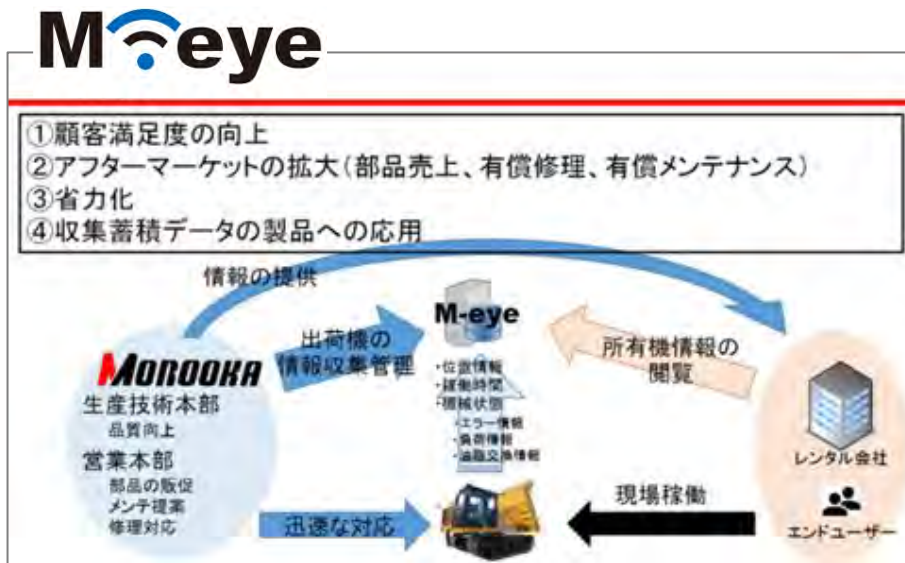 M eye
①顧客満足度の向上
②アフターマーケットの拡大(部品売上、有償修理、有償メンテナンス)
③省力化
④収集蓄積データの製品への応用
情報の提供
M-eye
出荷機の
情報収集管理
所有機情報の
閲覧
・位置情報
・稼働時間
・機械状態
・エラー情報
・負荷情報
・油脂交換情報
MOROOKA
生産技術本部
品質向上
営業本部
部品の販促
メンテ提案
修理対応
迅速な対応
現場稼働
レンタル会社
エンドユーザー